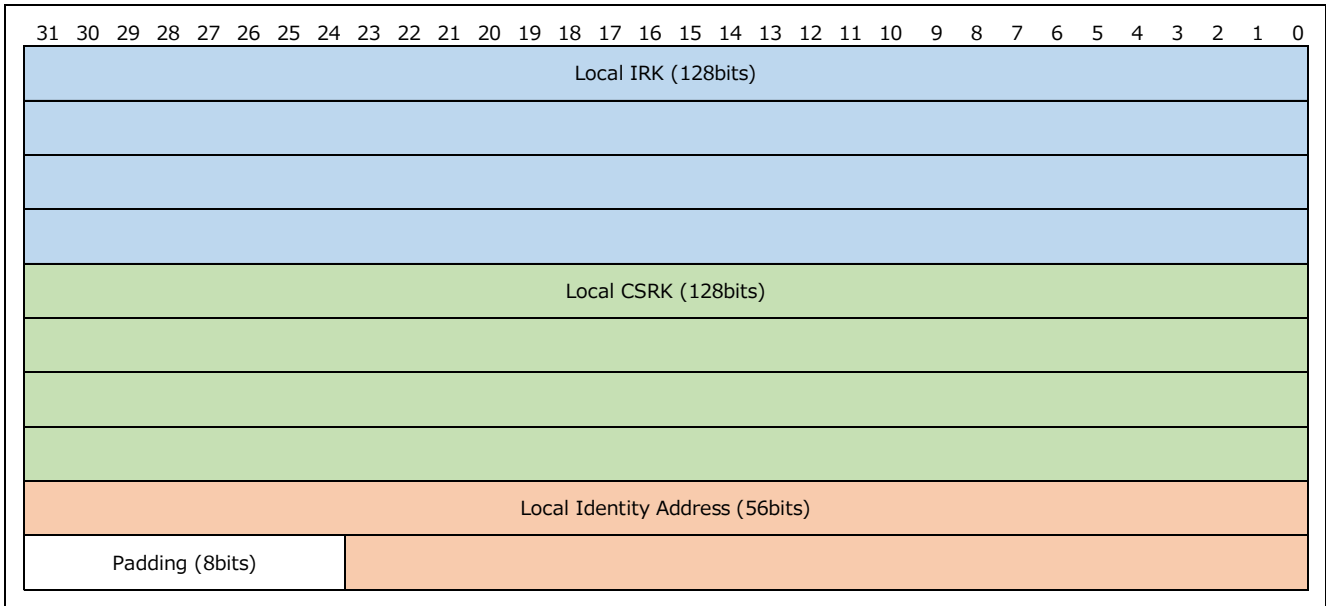 31 30 29 28 27 26 25 24 23 22 21 20 19 18 17 16 15 14 13 12 11 10 9 8 7 6 5 4 3 2 1 0
Local IRK (128bits)
Local CSRK (128bits)
Local Identity Address (56bits)
Padding (8bits)